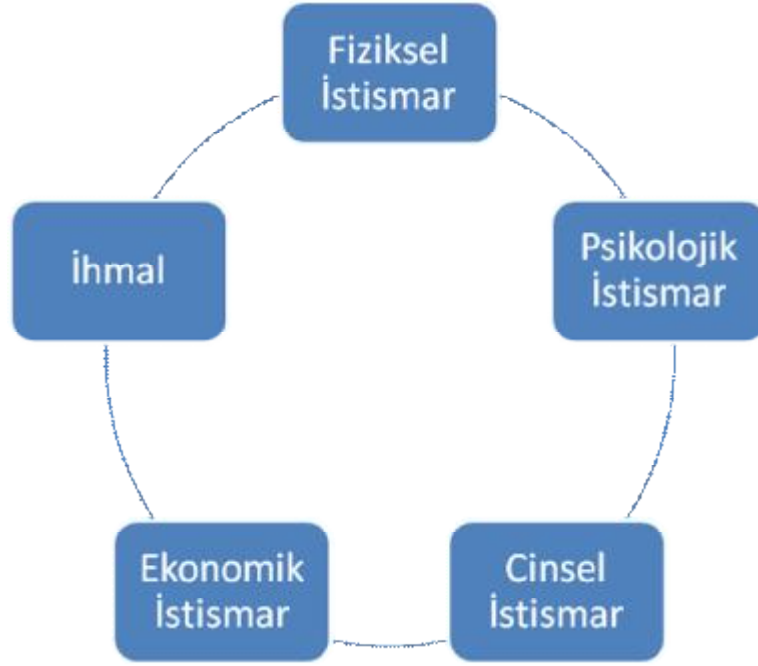 Fiziksel
İstismar
Psikolojik
İstismar
Cinsel
İstismar
Ekonomik
İstismar
İhmal